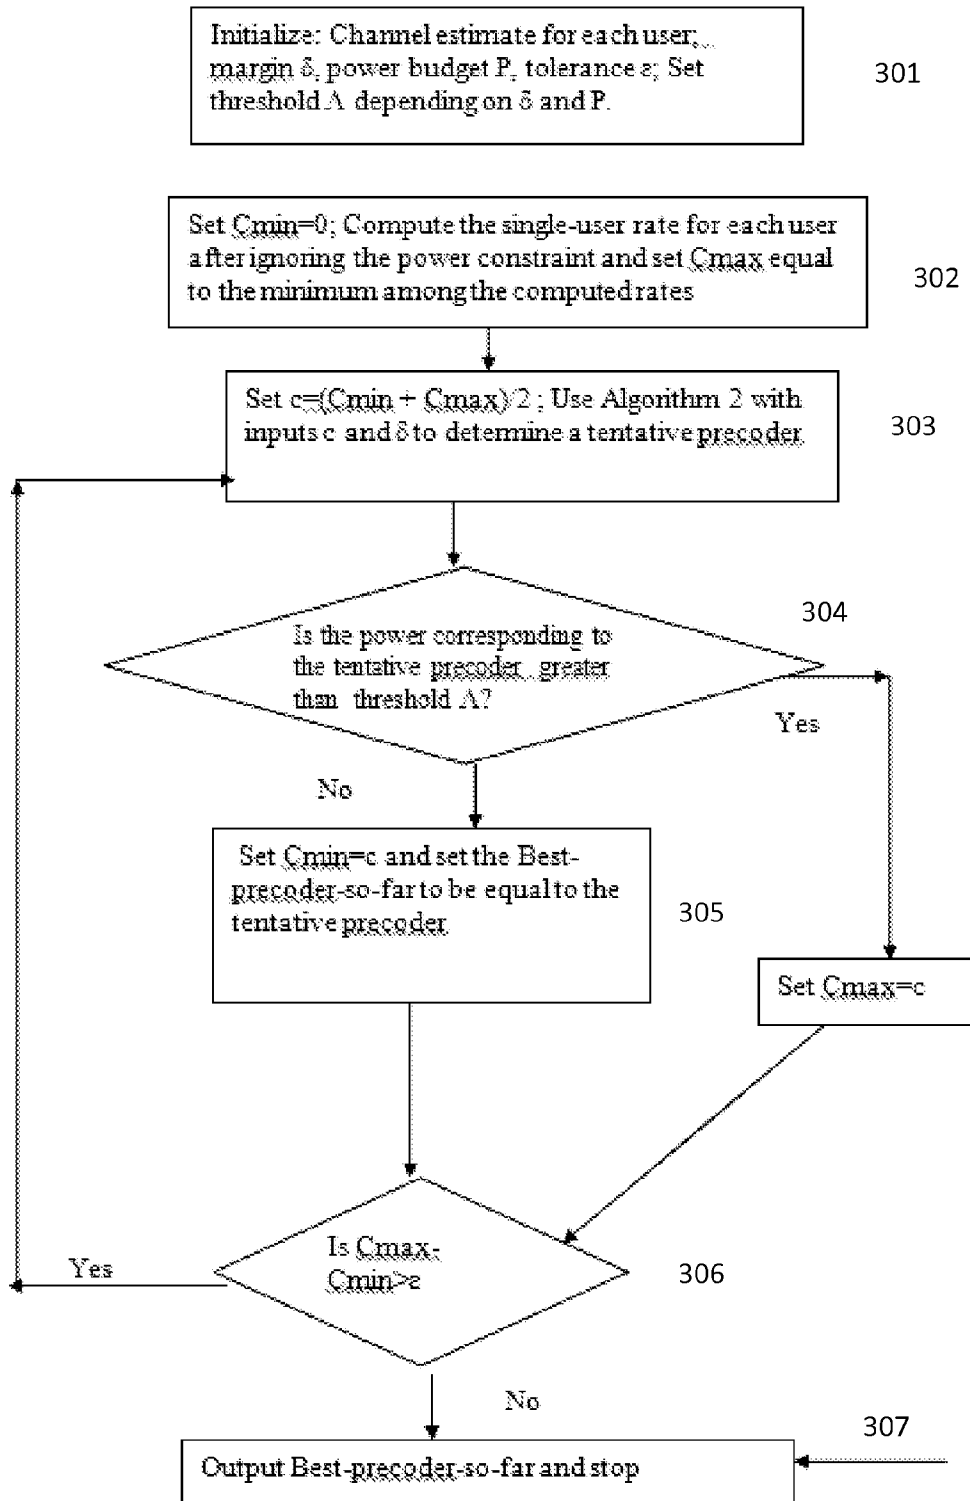 Initialize: Channel estimate for each user;
margin δ, power budget P, tolerance ε; Set
threshold Λ depending on δ and P.
301
Set Cmin=0; Compute the single-user rate for each user
after ignoring the power constraint and set Cmax equal
to the minimum among the computed rates
302
Set c=(Cmin + Cmax)/2 ; Use Algorithm 2 with
inputs c and δ to determine a tentative precoder
303
304
Is the power corresponding to
the tentative precoder greater
than threshold Λ?
Yes
No
Set Cmin=c and set the Best-
precoder-so-far to be equal to the
tentative precoder
305
Set Cmax=c
Is Cmax-
Cmin>ε
306
Yes
No
307
Output Best-precoder-so-far and stop